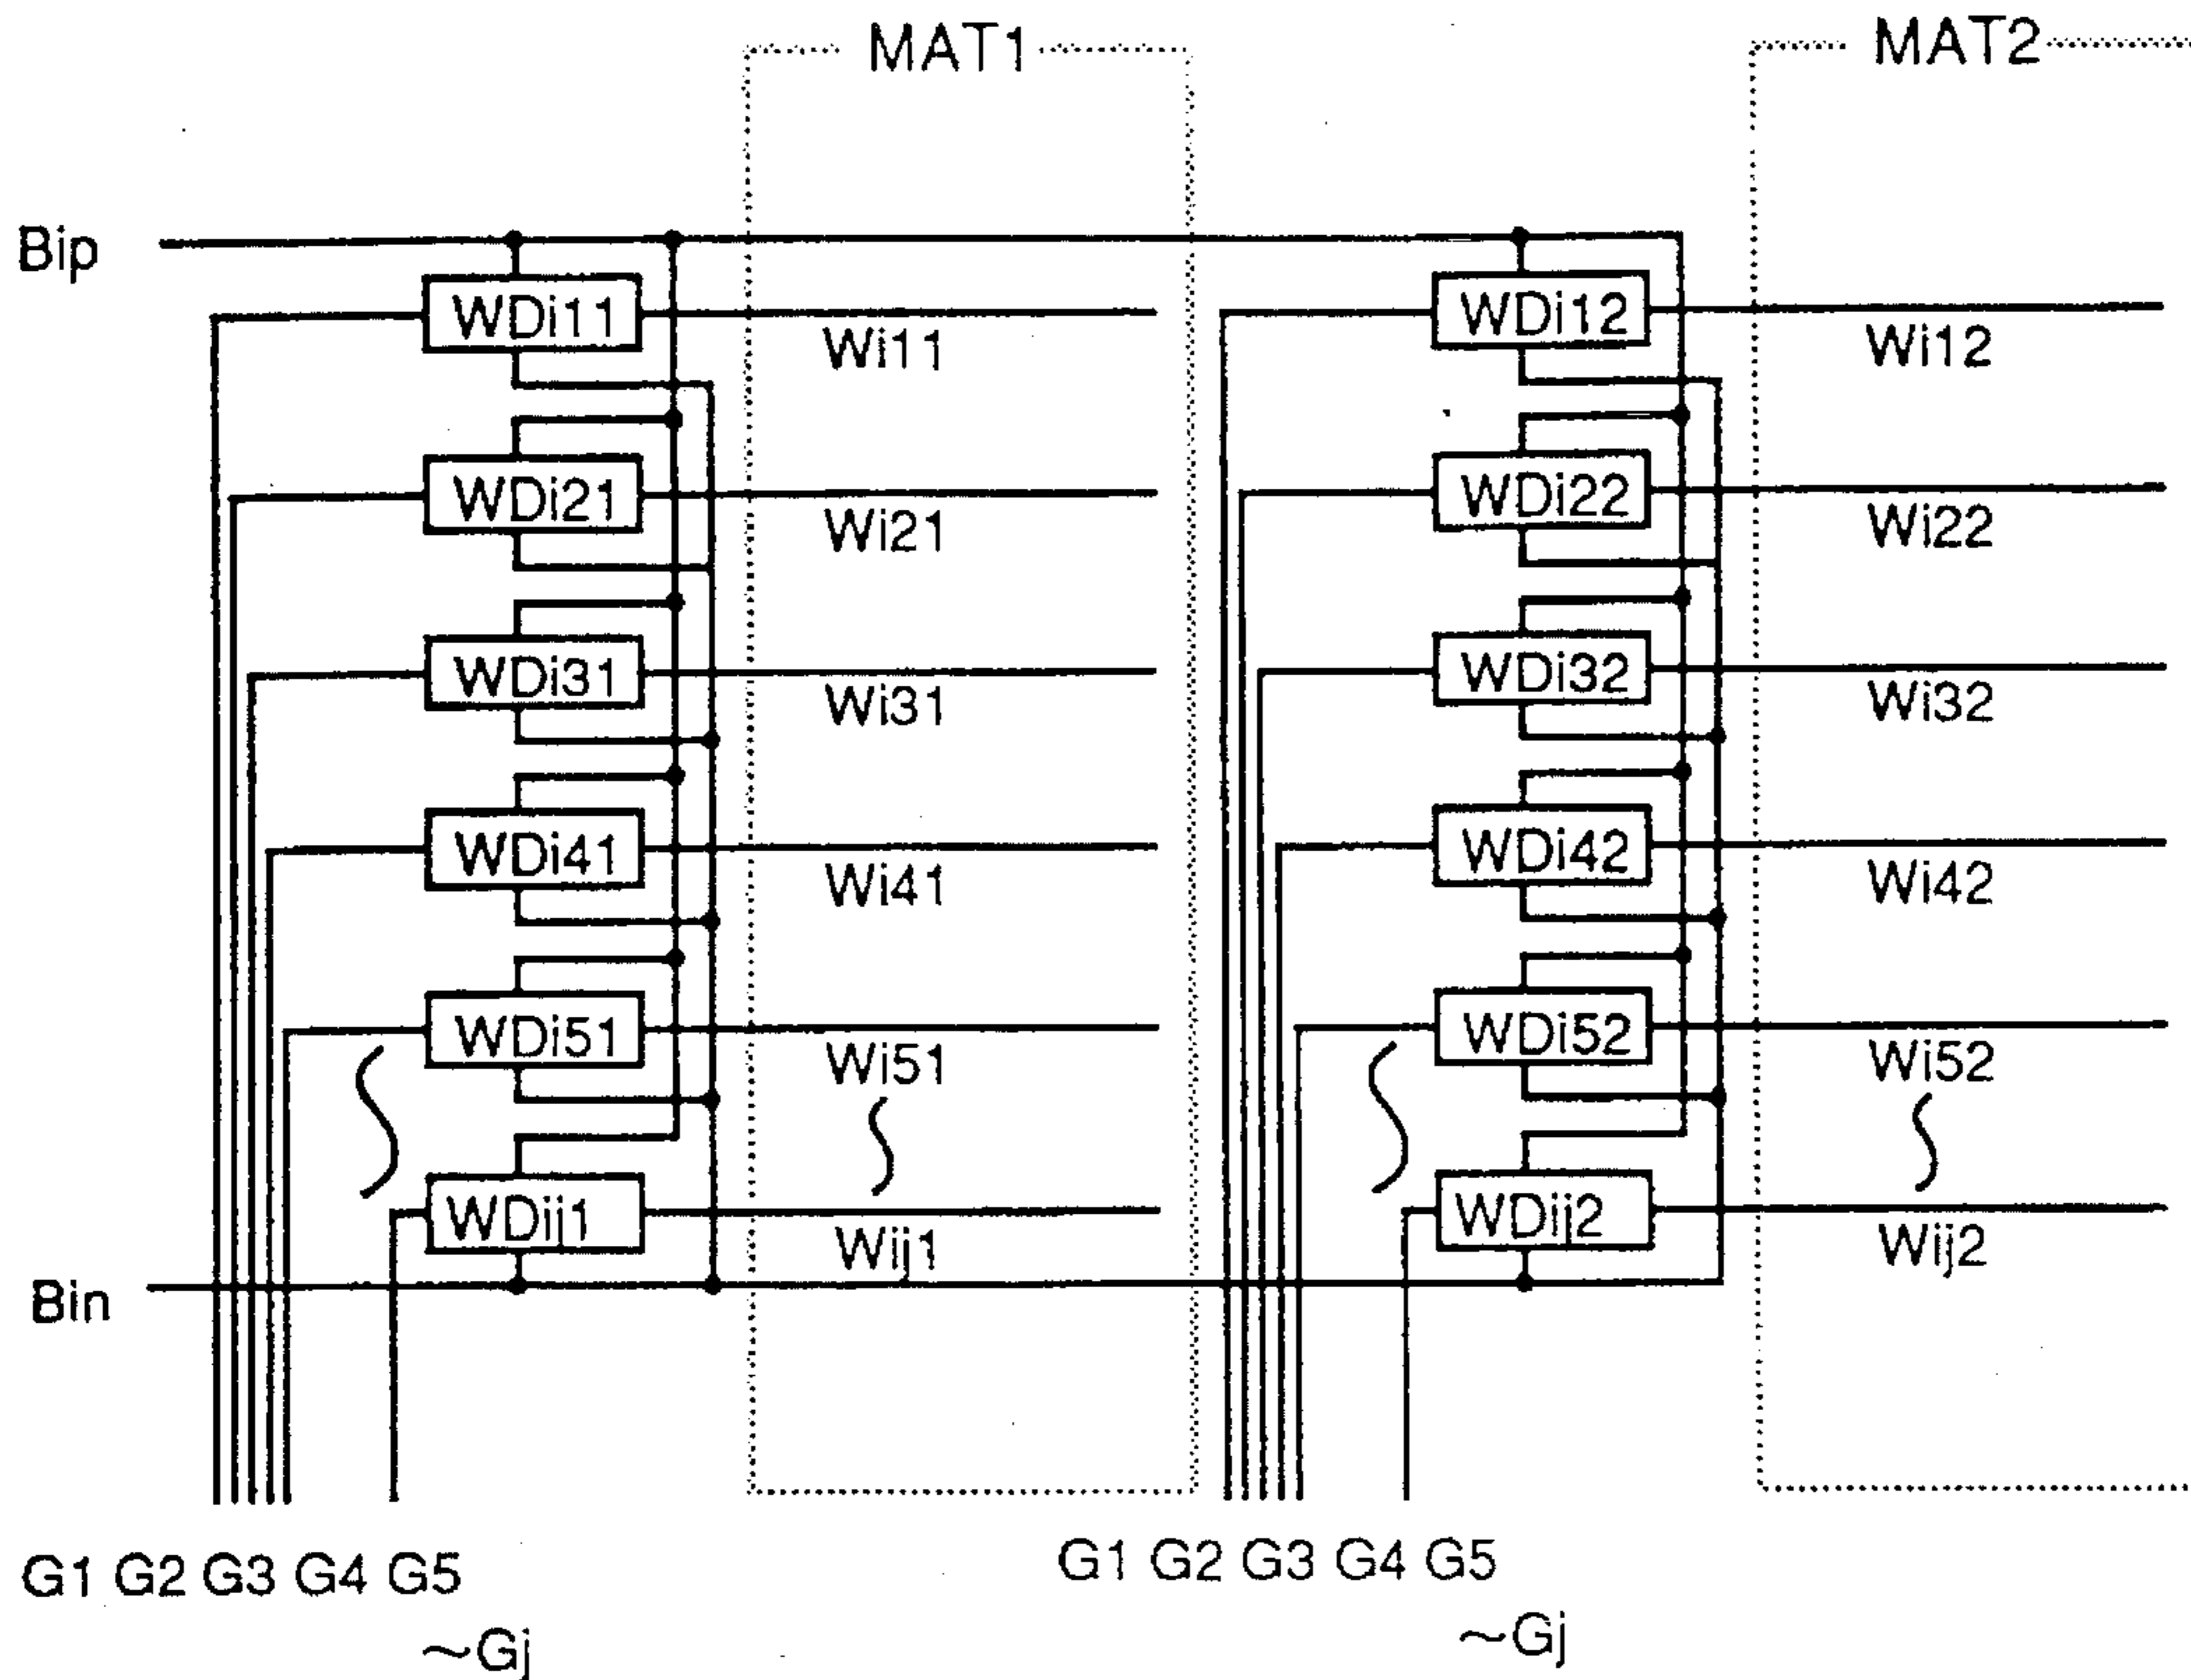 MAT1 MAT2
Bip
WDi11 WDi12
Wi11 Wi12
WDi21 WDi22
Wi21 Wi22
WDi31 WDi32
Wi31 Wi32
WDi41 WDi42
Wi41 Wi42
WDi51 WDi52
Wi51 Wi52
WDij1 WDij2
Wij1 Wij2
Bin
G1 G2 G3 G4 G5 G1 G2 G3 G4 G5
~Gj ~Gj